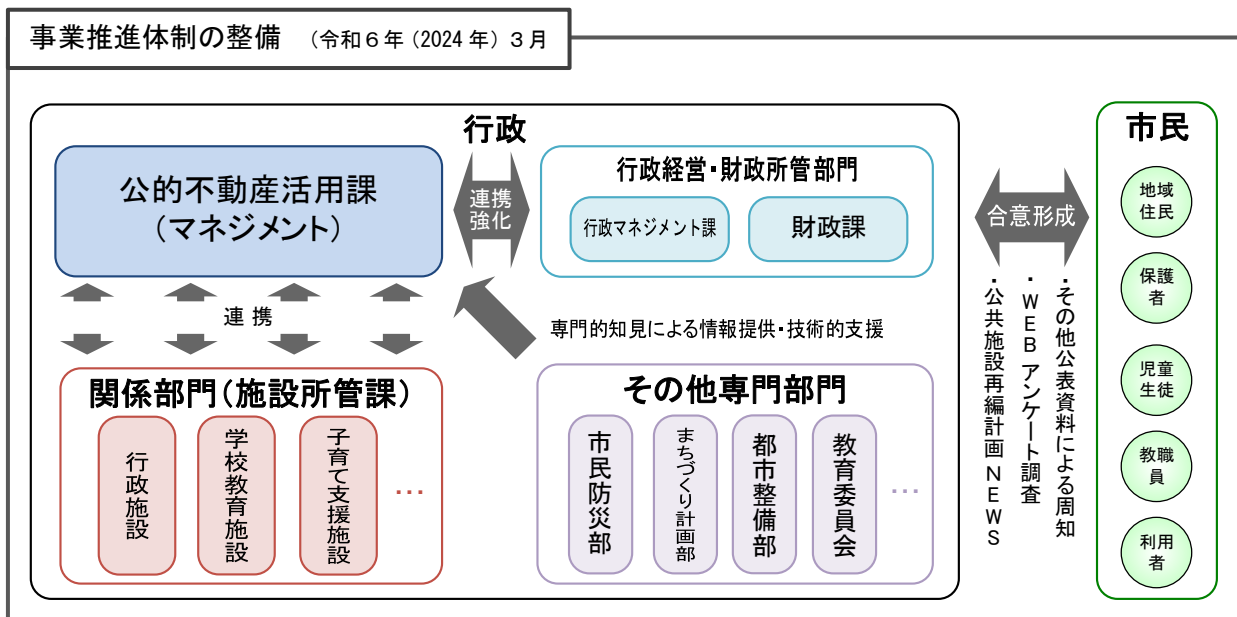 事業推進体制の整備 (令和6年(2024年)3月
行政
公的不動産活用課
(マネジメント)
連携
強化
行政経営・財政所管部門
行政マネジメント課
財政課
連携
専門的知見による情報提供・技術的支援
関係部門(施設所管課)
行政施設
学校教育施設
子育て支援施設
…
その他専門部門
市民防災部
まちづくり計画部
都市整備部
教育委員会
…
合意形成
・その他公表資料による周知
・WEBアンケート調査
・公共施設再編計画NEWS
市民
地域
住民
保護
者
児童
生徒
教職
員
利用
者